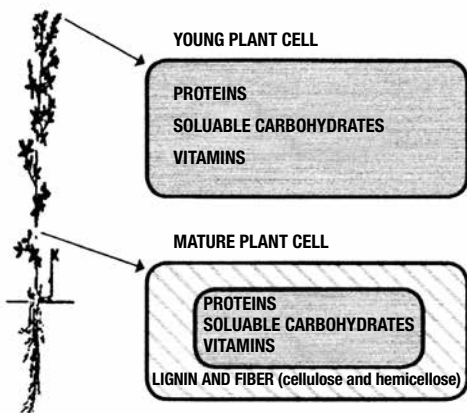 YOUNG PLANT CELL
PROTEINS
SOLUABLE CARBOHYDRATES
VITAMINS
MATURE PLANT CELL
PROTEINS
SOLUABLE CARBOHYDRATES
VITAMINS
LIGNIN AND FIBER (cellulose and hemicellose)